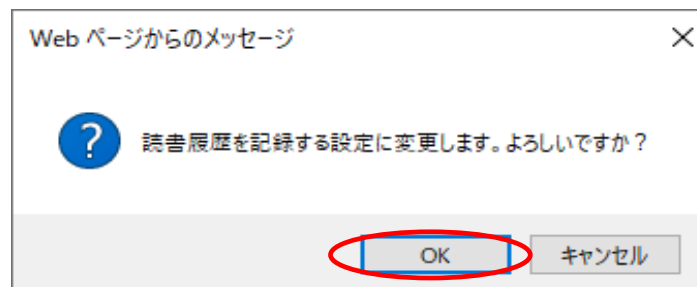 Web ページからのメッセージ
読書履歴を記録する設定に変更します。よろしいですか？
OK
キャンセル